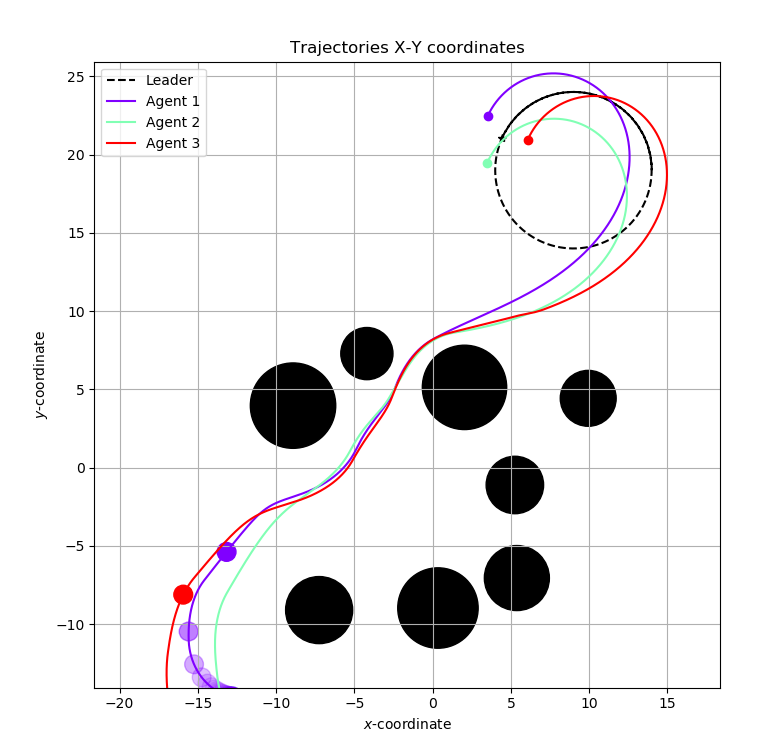 Trajectories X-Y coordinates
Leader
Agent 1
Agent 2
Agent 3
25
20
15
10
5
0
−5
−10
y-coordinate
−20
−15
−10
−5
0
5
10
15
x-coordinate